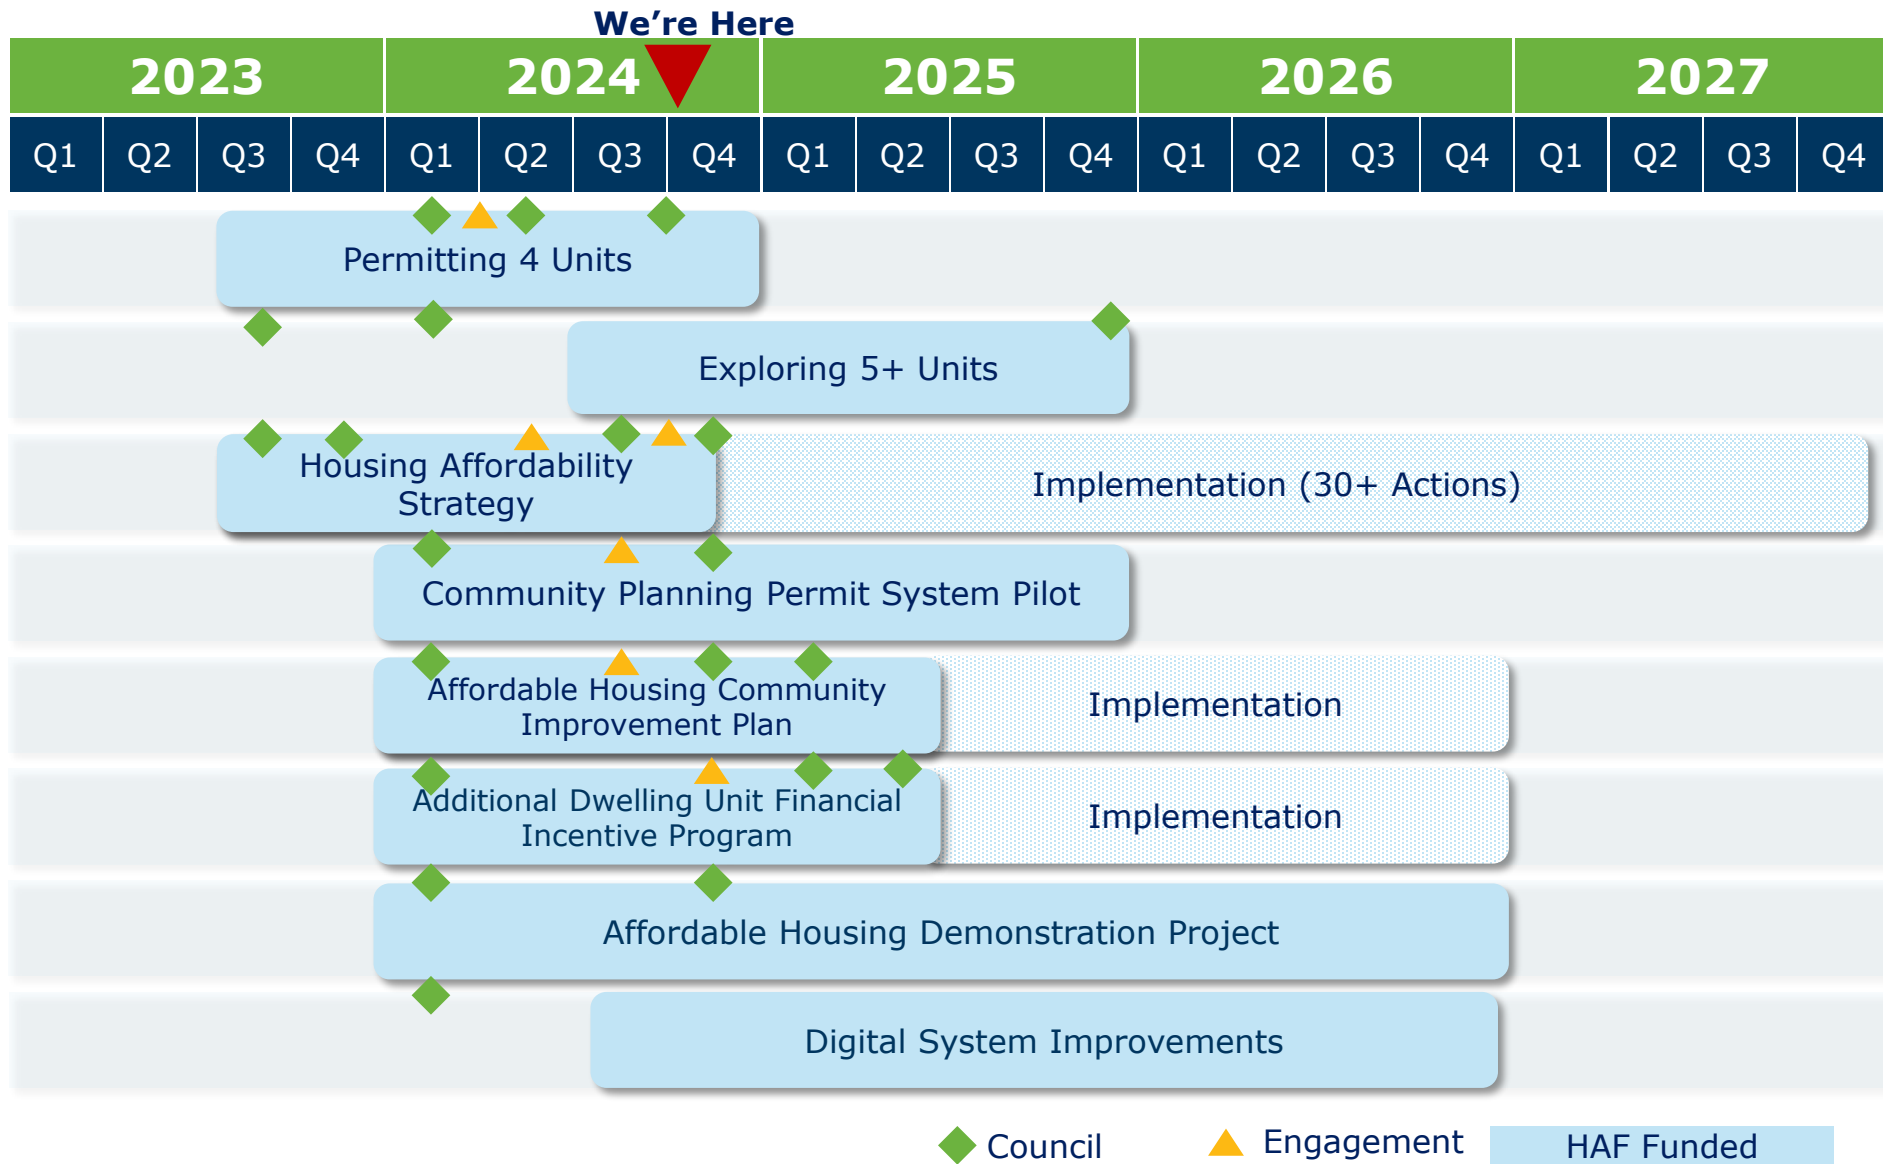 We're Here
2023 2024 2025 2026 2027
Q1 Q2 Q3 Q4 Q1 Q2 Q3 Q4 Q1 Q2 Q3 Q4 Q1 Q2 Q3 Q4 Q1 Q2 Q3 Q4
Permitting 4 Units
Exploring 5+ Units
Housing Affordability
Strategy
Implementation (30+ Actions)
Community Planning Permit System Pilot
Affordable Housing Community
Improvement Plan
Implementation
Additional Dwelling Unit Financial
Incentive Program
Implementation
Affordable Housing Demonstration Project
Digital System Improvements
Council
Engagement
HAF Funded